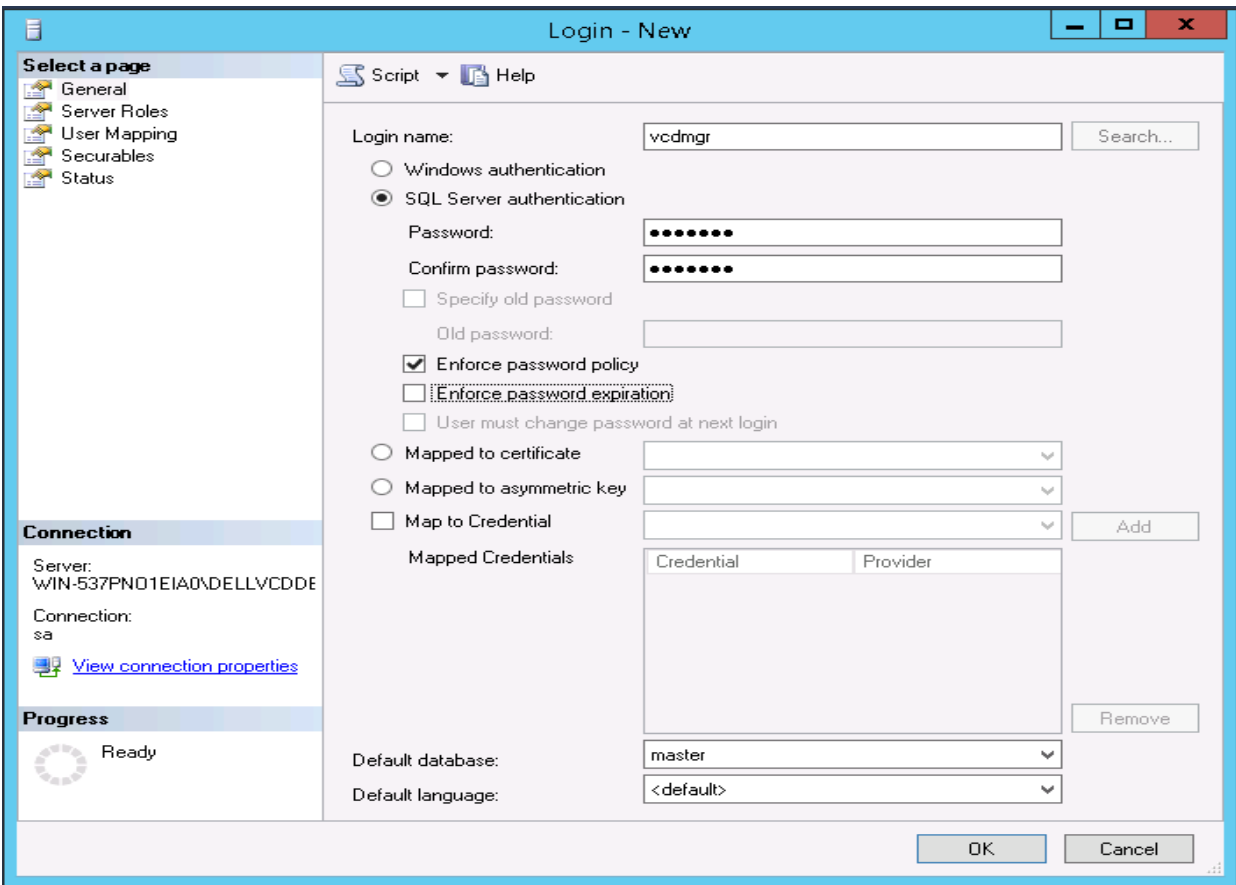 Login - New
Select a page
General
Server Roles
User Mapping
Securables
Status
Script Help
Login name: vcdmgr Search...
Windows authentication
SQL Server authentication
Password: ●●●●●●●
Confirm password: ●●●●●●●
Specify old password
Old password:
Enforce password policy
Enforce password expiration
User must change password at next login
Mapped to certificate
Mapped to asymmetric key
Map to Credential Add
Mapped Credentials Credential Provider
Remove
Default database: master
Default language: <default>
Connection
Server:
WIN-537PNO1EIA0\DELLVCDDE
Connection:
sa
View connection properties
Progress
Ready
OK Cancel